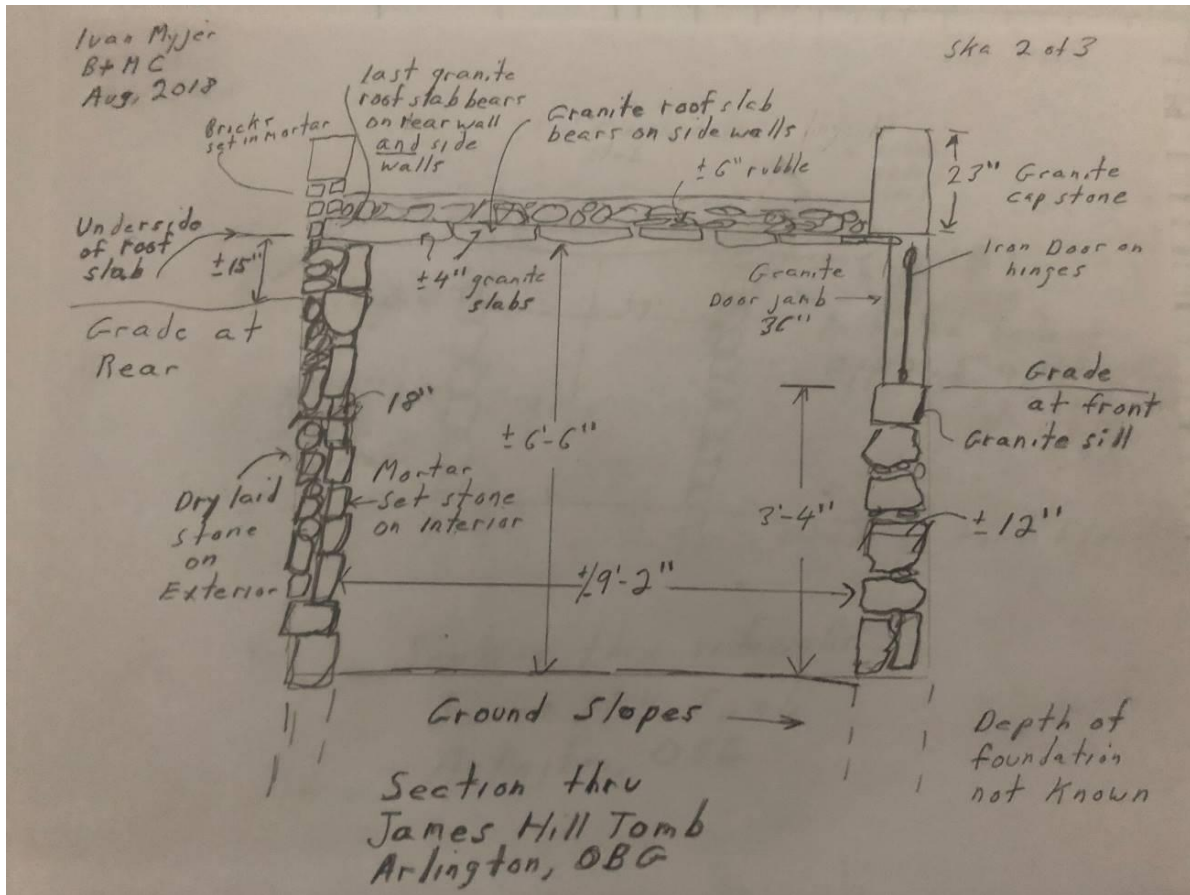 Ivan Myjer
B+MC
Aug, 2018
Ska 2 of 3
Bricks
set in mortar
last granite
roof slab bears
on rear wall
and side
walls
Granite roof slab
bears on side walls
± 6" rubble
23" Granite
cap stone
Underside
of roof
slab
± 15"
± 4" granite
slabs
Granite
Door jamb
36"
Iron Door on
hinges
Grade at
Rear
Grade
at front
Granite sill
18"
± 6'-6"
Dry laid
stone
on
Exterior
Mortar
set stone
on Interior
3'-4"
± 12"
± 9'-2"
Ground Slopes
Depth of
foundation
not Known
Section thru
James Hill Tomb
Arlington, OBG